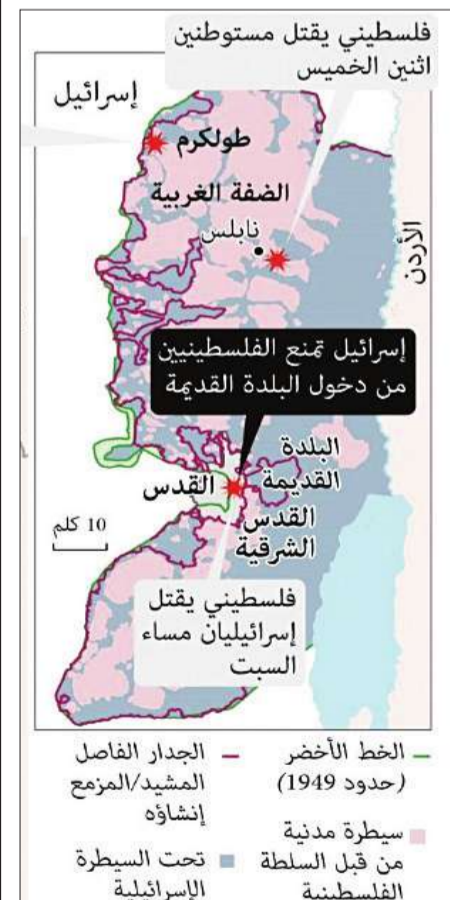 فلسطيني يقتل مستوطنين
اثنين الخميس
إسرائيل
طولكرم
الضفة الغربية
نابلس
الأردن
إسرائيل تمنع الفلسطينيين
من دخول البلدة القديمة
البلدة
القديمة
القدس
القدس
الشرقية
10 كلم
فلسطيني يقتل
إسرائيليان مساء
السبت
الخط الأخضر
(حدود 1949)
الجدار الفاصل
المشيد/المزمع
إنشاؤه
سيطرة مدنية
من قبل السلطة
الفلسطينية
تحت السيطرة
الإسرائيلية